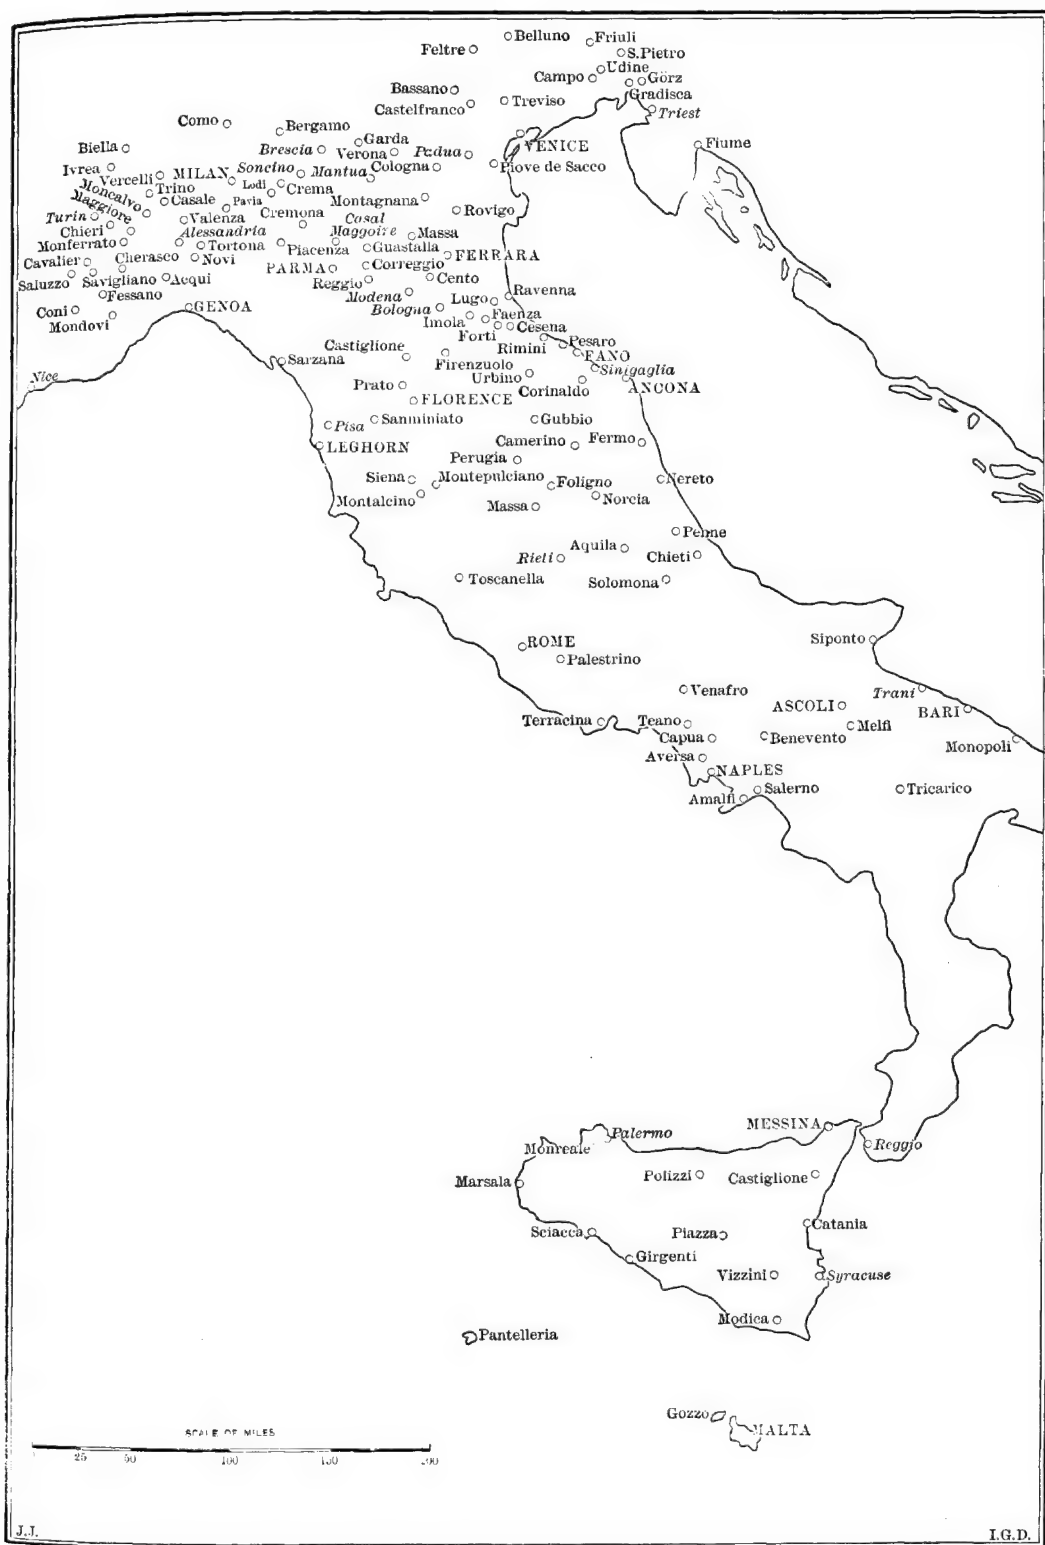 Belluno
Friuli
Feltre
S.Pietro
Udine
Campo
Görz
Bassano
Gradisca
Treviso
Castelfranco
Triest
Como
Bergamo
Garda
VENICE
Fiume
Biella
Brescia
Verona
Padua
Ivrea
Vercelli
MILAN
Soncino
Mantua
Cologna
Piove de Sacco
Moncalvo
Trino
Lodi
Crema
Maggiore
Casale
Pavia
Montagnana
Turin
Valenza
Cremona
Casal
Rovigo
Chieri
Alessandria
Maggoire
Massa
Monferrato
Tortona
Piacenza
Guastalla
FERRARA
Cavalier
Cherasco
Novi
PARMA
Correggio
Saluzzo
Savigliano
Acqui
Reggio
Cento
Fessano
Modena
Lugo
Ravenna
Coni
GENOA
Bologna
Faenza
Mondovi
Imola
Cesena
Forti
Castiglione
Rimini
Pesaro
Sarzana
Firenzuolo
FANO
Nice
Urbino
Sinigaglia
Prato
Corinaldo
ANCONA
FLORENCE
Pisa
Sanminiato
Gubbio
LEGHORN
Camerino
Fermo
Perugia
Siena
Montepulciano
Foligno
Nereto
Montalcino
Massa
Norcia
Penne
Aquila
Rieti
Chieti
Toscanella
Solomona
ROME
Siponto
Palestrino
Venafro
Trani
ASCOLI
BARI
Terracina
Teano
Melfi
Capua
Benevento
Monopoli
Aversa
NAPLES
Amalfi
Salerno
Tricarico
MESSINA
Palermo
Reggio
Monreale
Marsala
Polizzi
Castiglione
Catania
Sciacca
Piazza
Girgenti
Vizzini
Syracuse
Modica
Pantelleria
Gozzo
MALTA
SCALE OF MILES
25 50 100 150 200
J.J.
I.G.D.